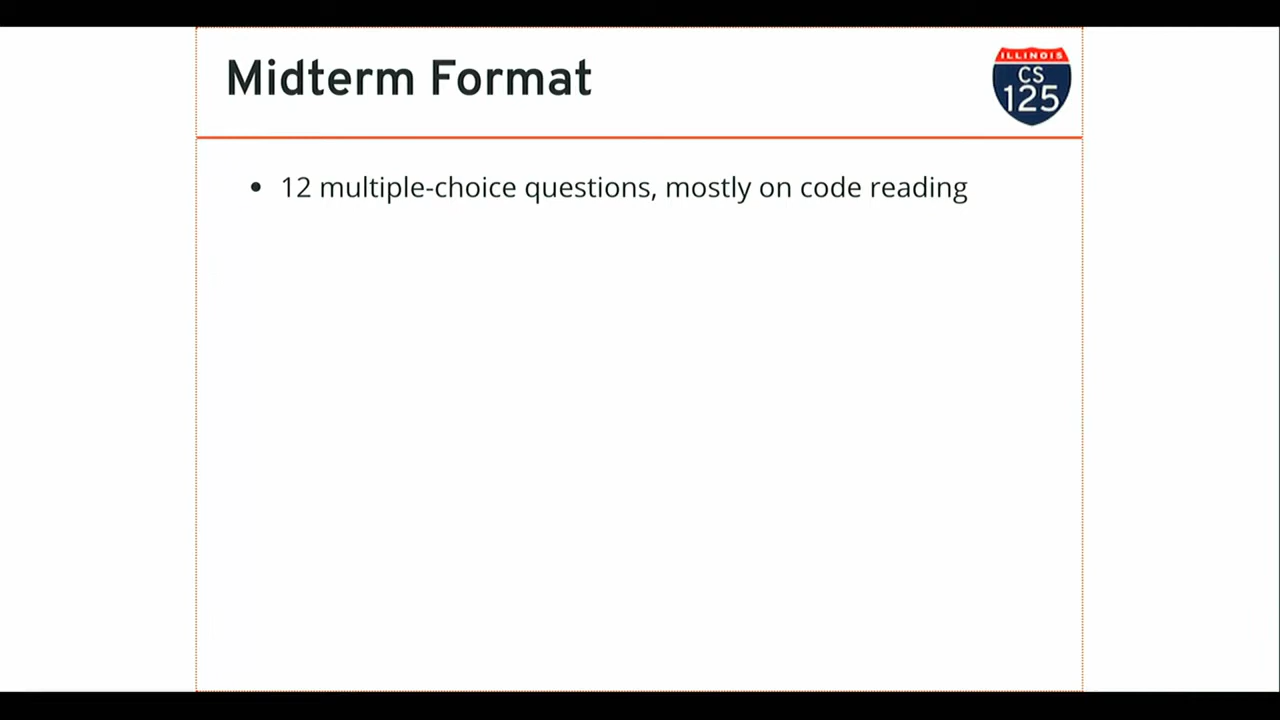 Midterm Format
ILLINOIS
CS
125
• 12 multiple-choice questions, mostly on code reading